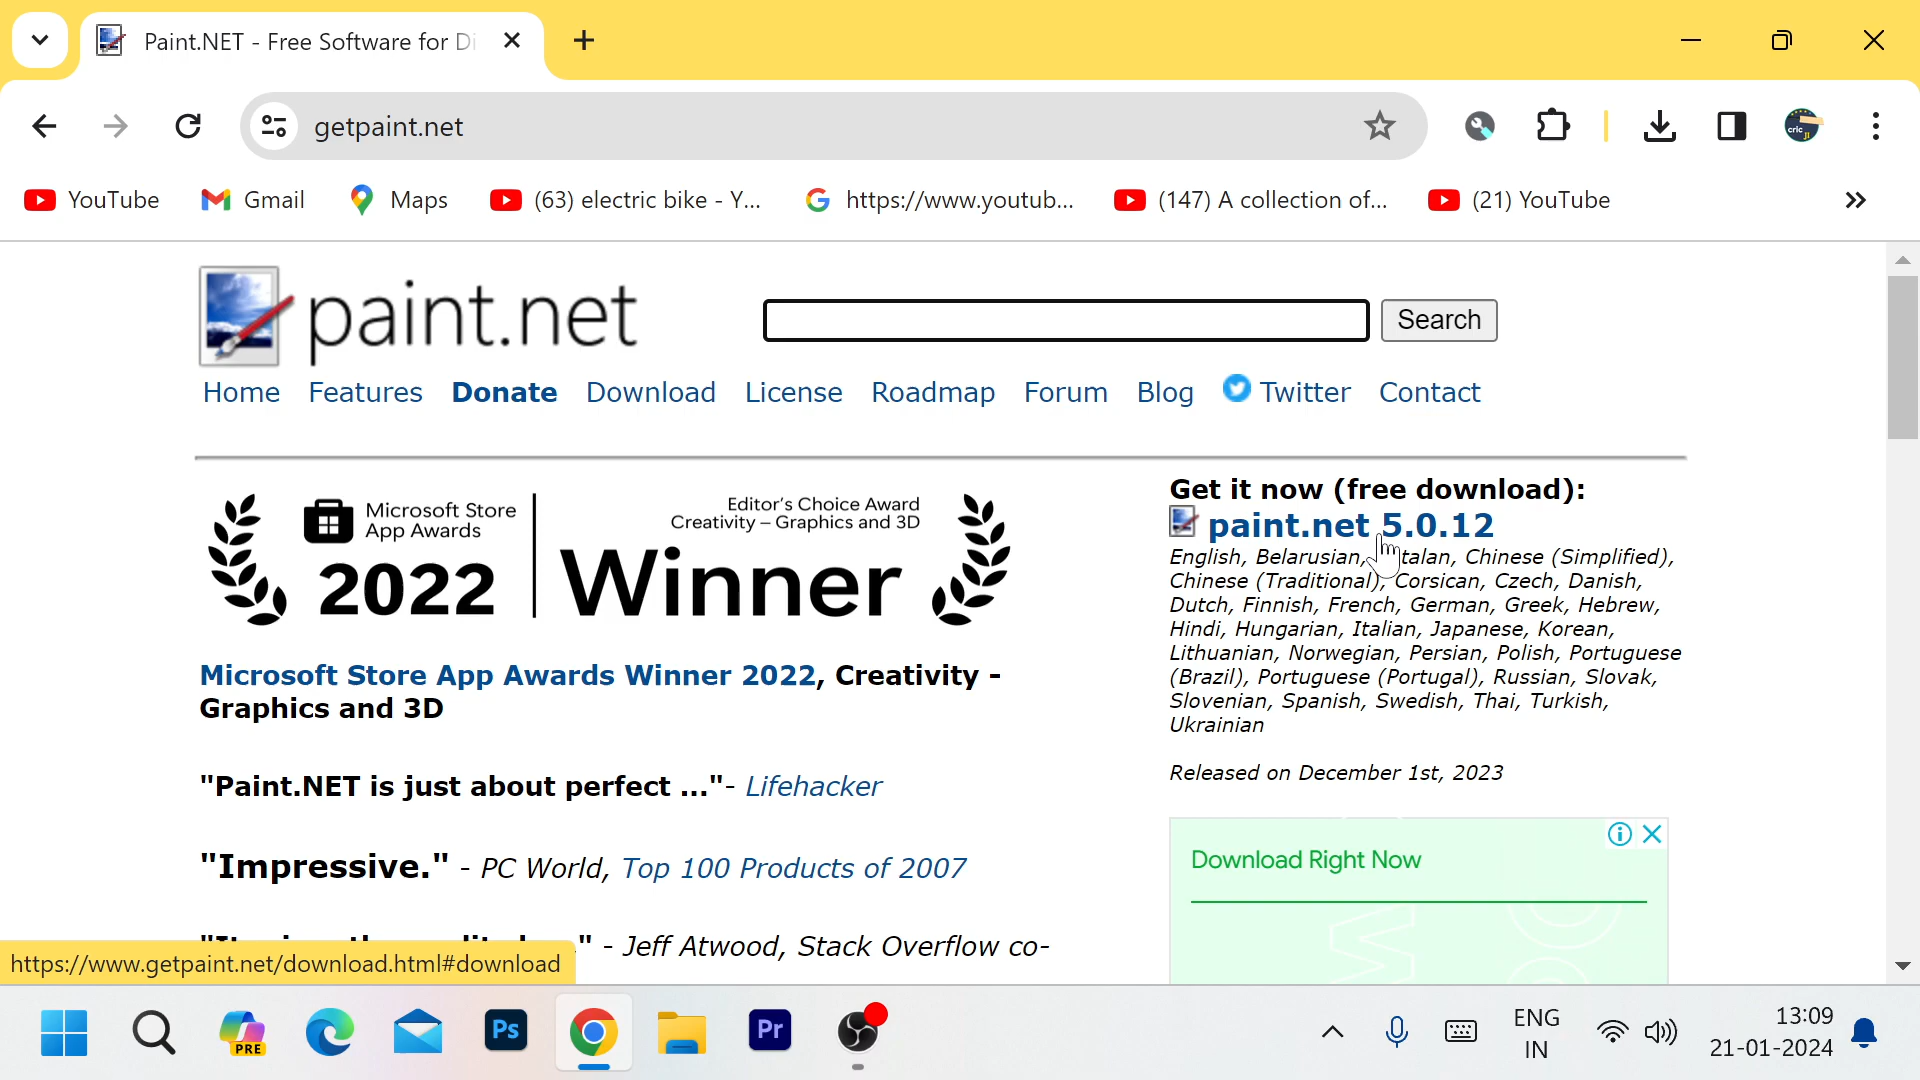 Paint.NET - Free Software for Di
getpaint.net
YouTube
Gmail
Maps
(63) electric bike - Y...
https://www.youtub...
(147) A collection of...
(21) YouTube
paint.net
Search
Home
Features
Donate
Download
License
Roadmap
Forum
Blog
Twitter
Contact
Microsoft Store
App Awards
2022
Editor's Choice Award
Creativity – Graphics and 3D
Winner
Microsoft Store App Awards Winner 2022, Creativity -
Graphics and 3D
"Paint.NET is just about perfect ..."- Lifehacker
"Impressive." - PC World, Top 100 Products of 2007
" - Jeff Atwood, Stack Overflow co-
Get it now (free download):
paint.net 5.0.12
English, Belarusian, talan, Chinese (Simplified),
Chinese (Traditional), Corsican, Czech, Danish,
Dutch, Finnish, French, German, Greek, Hebrew,
Hindi, Hungarian, Italian, Japanese, Korean,
Lithuanian, Norwegian, Persian, Polish, Portuguese
(Brazil), Portuguese (Portugal), Russian, Slovak,
Slovenian, Spanish, Swedish, Thai, Turkish,
Ukrainian
Released on December 1st, 2023
Download Right Now
https://www.getpaint.net/download.html#download
PRE
Ps
Pr
ENG
IN
13:09
21-01-2024